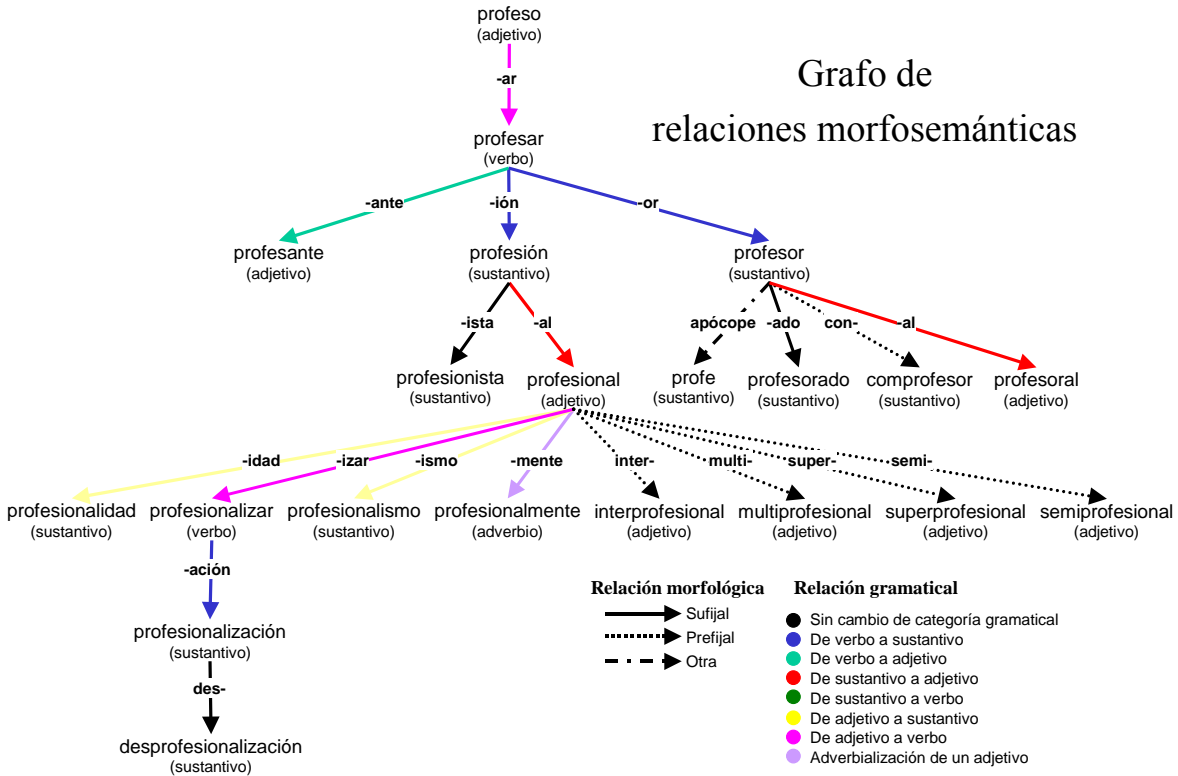 profeso
(adjetivo)
Grafo de
relaciones morfosemánticas
-ar
profesar
(verbo)
-ante -ión -or
profesante profesión profesor
(adjetivo) (sustantivo) (sustantivo)
-ista -al apócope -ado con- -al
profesionista profesional profe profesorado comprofesor profesoral
(sustantivo) (adjetivo) (sustantivo) (sustantivo) (sustantivo) (adjetivo)
-idad -izar -ismo -mente inter- multi- super- semi-
profesionalidad profesionalizar profesionalismo profesionalmente interprofesional multiprofesional superprofesional semiprofesional
(sustantivo) (verbo) (sustantivo) (adverbio) (adjetivo) (adjetivo) (adjetivo) (adjetivo)
-ación
profesionalización
(sustantivo)
des-
desprofesionalización
(sustantivo)
Relación morfológica
Sufijal
Prefijal
Otra
Relación gramatical
Sin cambio de categoría gramatical
De verbo a sustantivo
De verbo a adjetivo
De sustantivo a adjetivo
De sustantivo a verbo
De adjetivo a sustantivo
De adjetivo a verbo
Adverbialización de un adjetivo